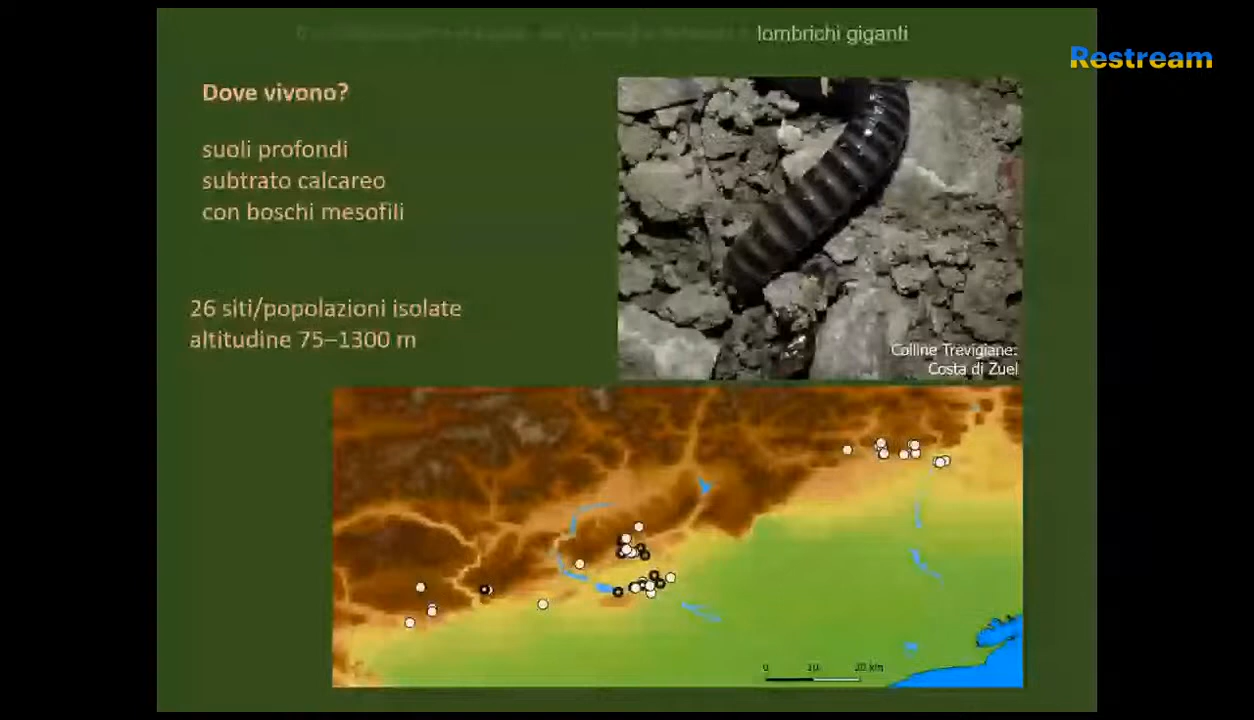 lombrichi giganti
Restream
Dove vivono?
suoli profondi
subtrato calcareo
con boschi mesofili
26 siti/popolazioni isolate
altitudine 75–1300 m
Colline Trevigiane:
Costa di Zuel
0 10 20 km